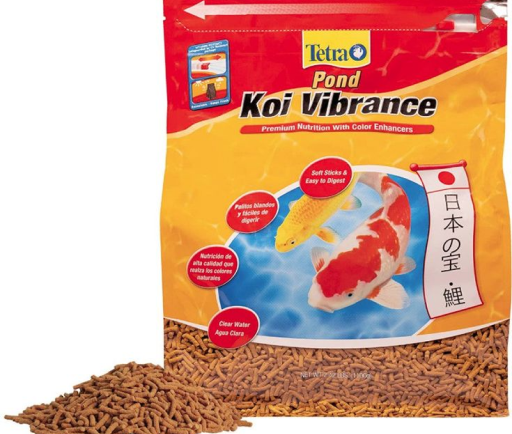 Tetra
Pond
Koi Vibrance
Premium Nutrition With Color Enhancers
Soft Sticks &
Easy to Digest
Palillos blandos
y fáciles de
digerir
Nutrición de
alta calidad que
realza los colores
naturales
Clear Water
Agua Clara
日本の宝・鯉